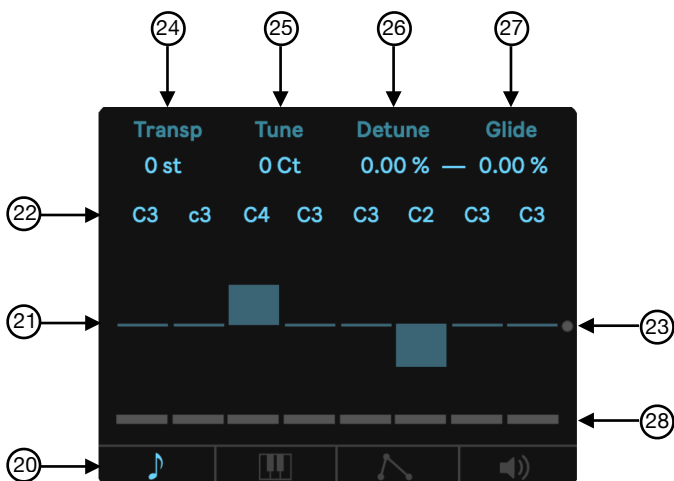 24 25 26 27
Transp Tune Detune Glide
0 st 0 Ct 0.00 % — 0.00 %
22 C3 c3 C4 C3 C3 C2 C3 C3
21 23
28
20